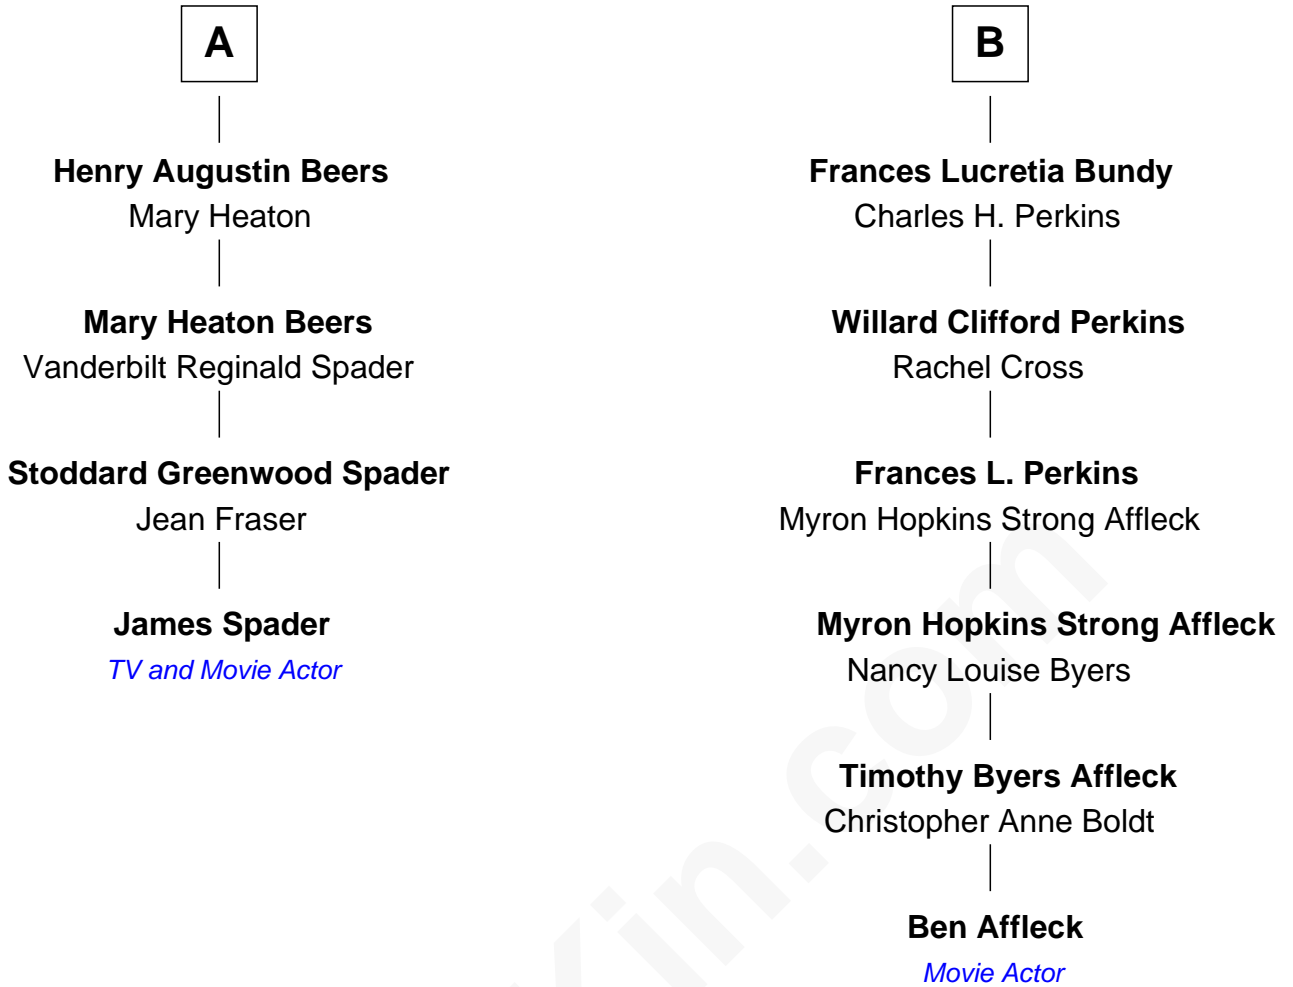 A
Henry Augustin Beers
Mary Heaton
Mary Heaton Beers
Vanderbilt Reginald Spader
Stoddard Greenwood Spader
Jean Fraser
James Spader
TV and Movie Actor
B
Frances Lucretia Bundy
Charles H. Perkins
Willard Clifford Perkins
Rachel Cross
Frances L. Perkins
Myron Hopkins Strong Affleck
Myron Hopkins Strong Affleck
Nancy Louise Byers
Timothy Byers Affleck
Christopher Anne Boldt
Ben Affleck
Movie Actor
Kin.com